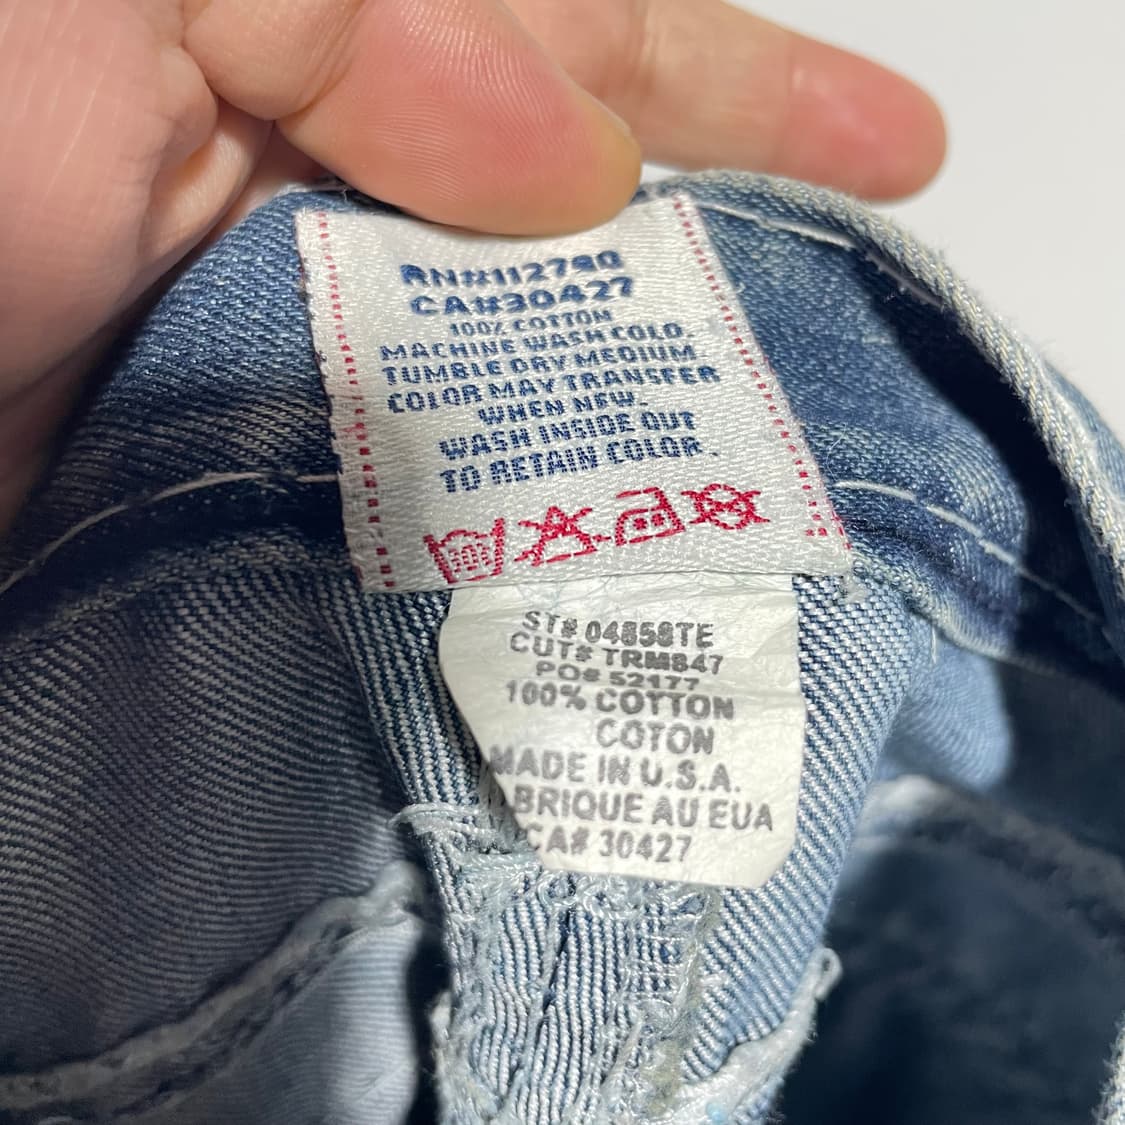 RN#112790
CA#30427
100% COTTON
MACHINE WASH COLD.
TUMBLE DRY MEDIUM
COLOR MAY TRANSFER
WHEN NEW.
WASH INSIDE OUT
TO RETAIN COLOR.
ST# 04858TE
CUT# TRM847
PO# 52177
100% COTTON
COTON
MADE IN U.S.A.
ABRIQUE AU EUA
CA# 30427